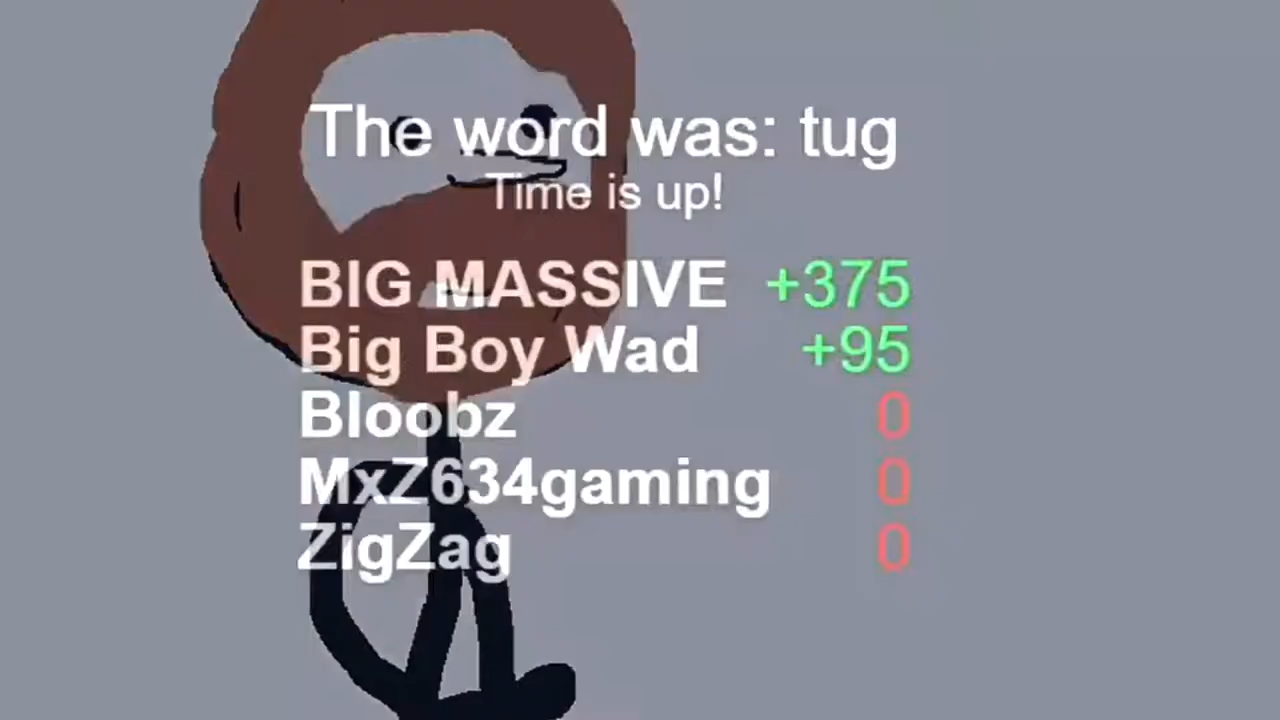 The word was: tug
Time is up!
BIG MASSIVE +375
Big Boy Wad +95
Bloobz 0
MxZ634gaming 0
ZigZag 0